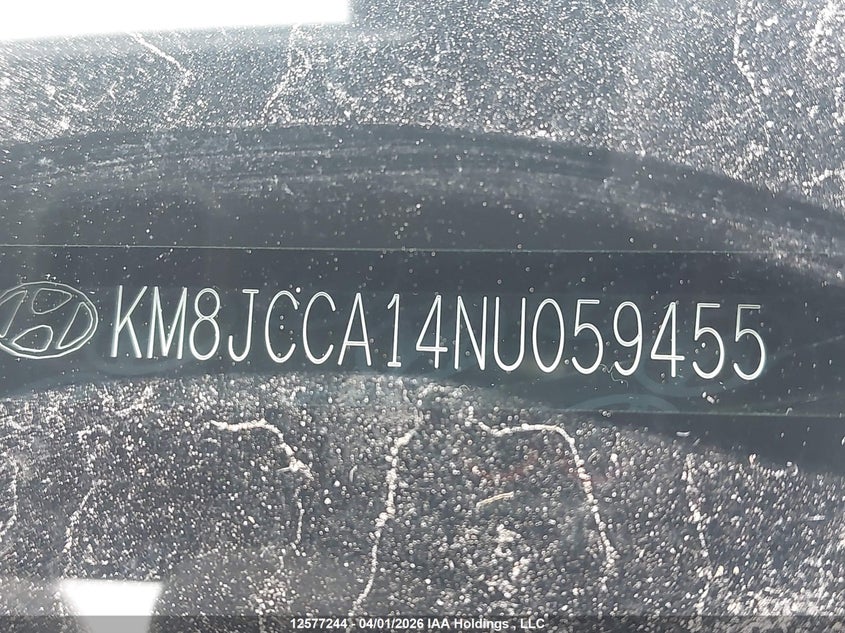 KM8JCCA14NU059455
12577244 - 04/01/2026 IAA Holdings , LLC